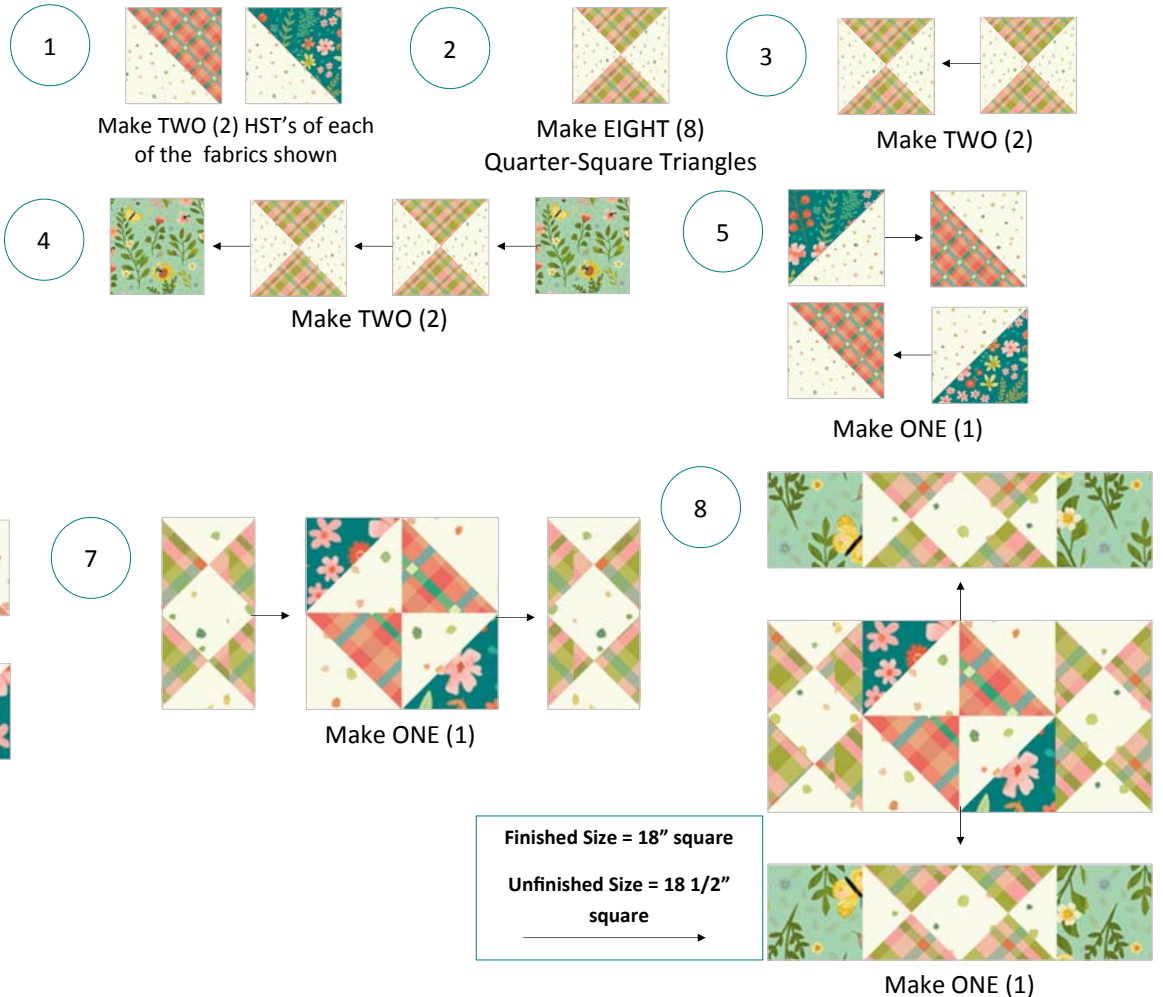 1
Make TWO (2) HST's of each
of the fabrics shown
2
Make EIGHT (8)
Quarter-Square Triangles
3
Make TWO (2)
4
Make TWO (2)
5
Make ONE (1)
7
Make ONE (1)
8
Make ONE (1)
Finished Size = 18” square
Unfinished Size = 18 1/2”
square